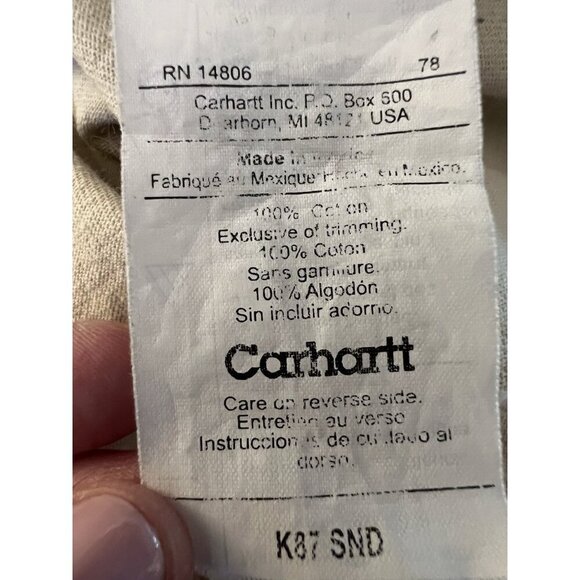 RN 14806 78
Carhartt Inc. P.O. Box 600
Dearborn, MI 48121 USA
Made in Mexico
Fabriqué au Mexique Hecho en Mexico.
100% Cotton
Exclusive of trimming.
100% Coton
Sans garniture.
100% Algodón
Sin incluir adorno.
Carhartt
Care on reverse side.
Entretien au verso
Instrucciones de cuidado al
dorso.
K87 SND